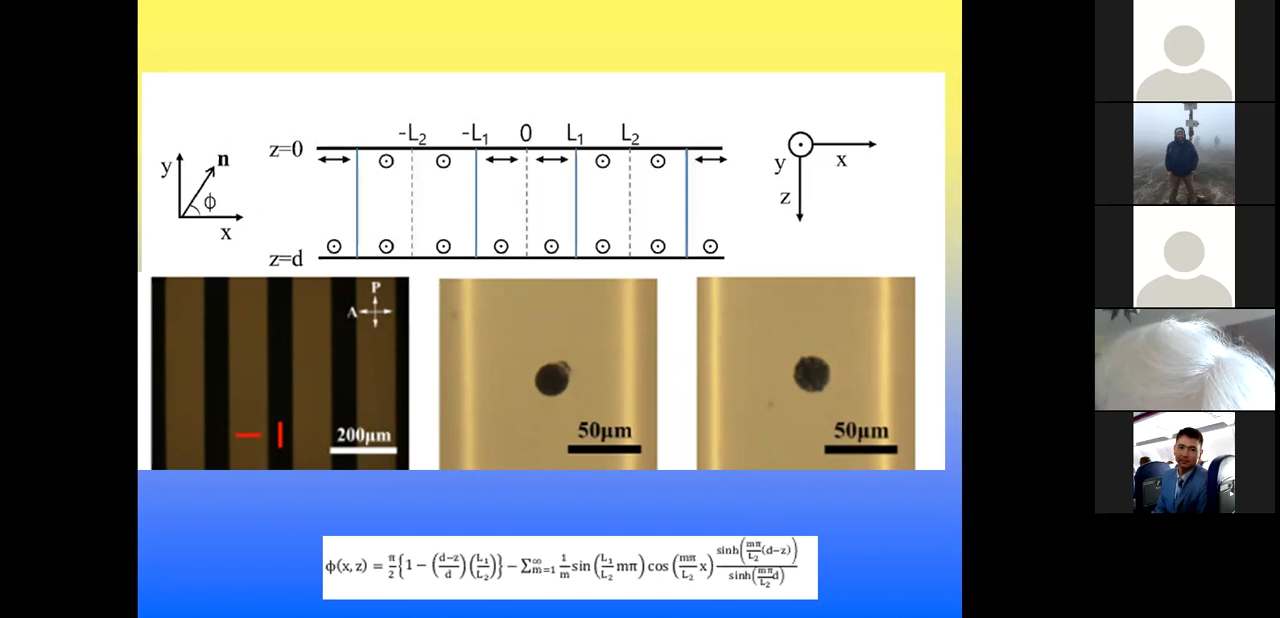 -L₂ -L₁ 0 L₁ L₂
z=0
y n ϕ x
y x z
z=d
P
A
200μm
50μm
50μm
ϕ(x, z) = π/2 {1 − ((d−z)/d)(L₁/L₂)} − Σ_{m=1}^{∞} 1/m sin (L₁/L₂ mπ) cos (mπ/L₂ x) sinh(mπ/L₂ (d−z)) / sinh(mπ/L₂ d)